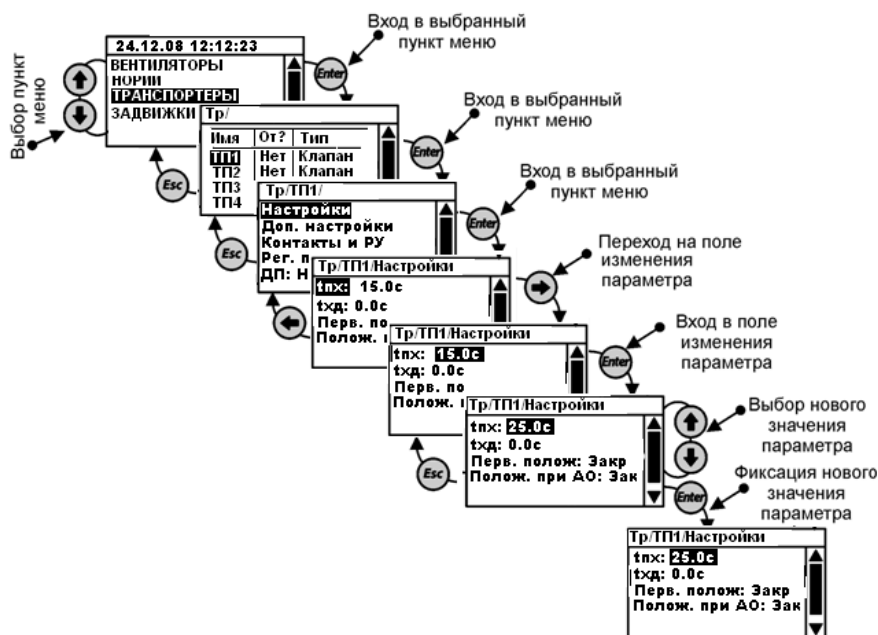 Вход в выбранный
пункт меню
24.12.08 12:12:23
ВЕНТИЛЯТОРЫ
НОРИИ
ТРАНСПОРТЕРЫ
ЗАДВИЖКИ
Enter
Выбор пункт
меню
Вход в выбранный
пункт меню
Тр/
Имя От? Тип
ТП1 Нет Клапан
ТП2 Нет Клапан
ТП3
ТП4
Enter
Esc
Вход в выбранный
пункт меню
Тр/ТП1/
Настройки
Доп. настройки
Контакты и РУ
Рег. п
ДП: Н
Enter
Esc
Переход на поле
изменения
параметра
Тр/ТП1/Настройки
tпх: 15.0с
tхд: 0.0с
Перв. по
Полож.
Вход в поле
изменения
параметра
Тр/ТП1/Настройки
tпх: 15.0с
tхд: 0.0с
Перв. по
Полож.
Enter
Выбор нового
значения
параметра
Тр/ТП1/Настройки
tпх: 25.0с
tхд: 0.0с
Перв. полож: Закр
Полож. при АО: Зак
Esc
Enter
Фиксация нового
значения
параметра
Тр/ТП1/Настройки
tпх: 25.0с
tхд: 0.0с
Перв. полож: Закр
Полож. при АО: Зак